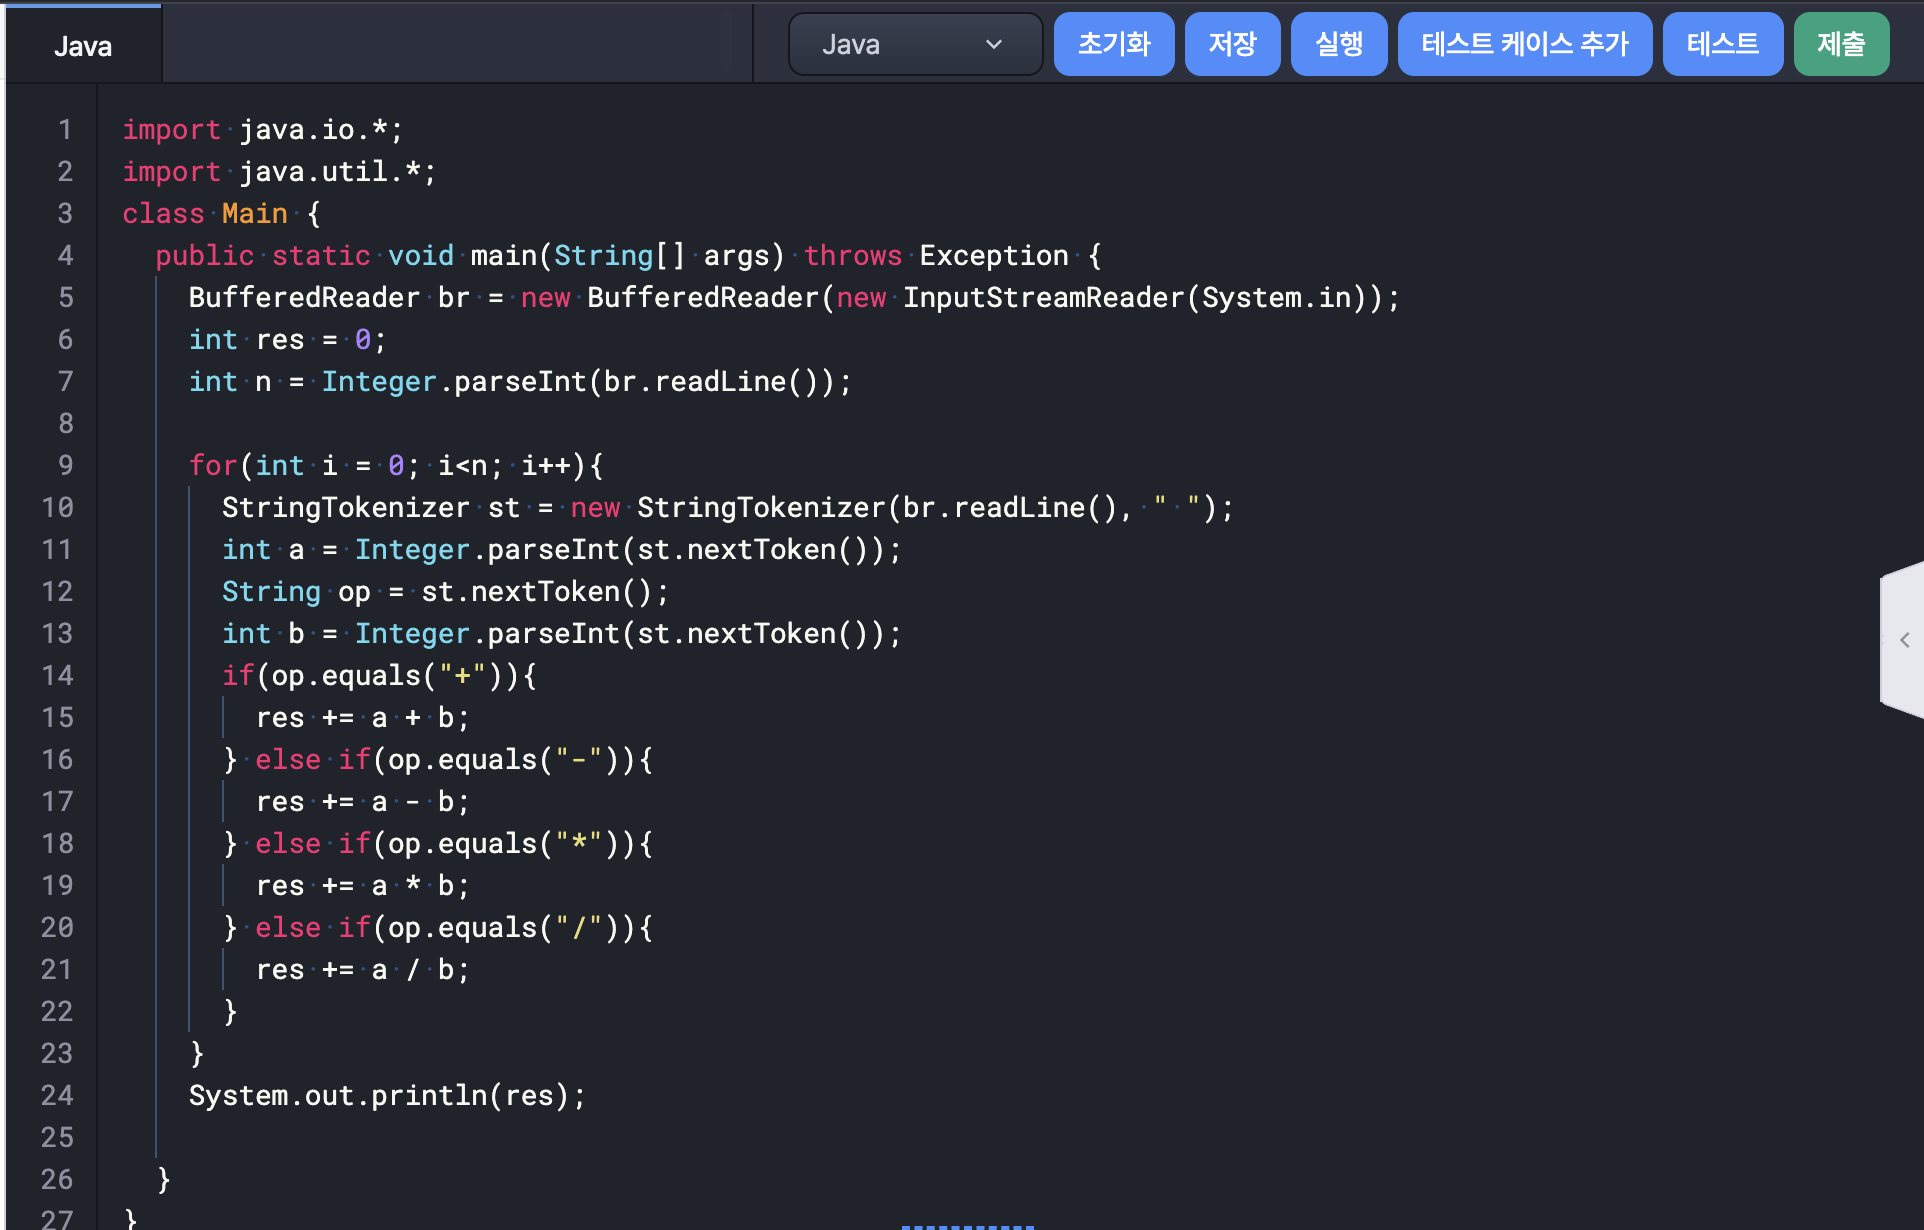 Java
Java 초기화 저장 실행 테스트 케이스 추가 테스트 제출
1 import java.io.*;
2 import java.util.*;
3 class Main {
4   public static void main(String[] args) throws Exception {
5     BufferedReader br = new BufferedReader(new InputStreamReader(System.in));
6     int res = 0;
7     int n = Integer.parseInt(br.readLine());
8
9     for(int i = 0; i<n; i++){
10       StringTokenizer st = new StringTokenizer(br.readLine(), " ");
11       int a = Integer.parseInt(st.nextToken());
12       String op = st.nextToken();
13       int b = Integer.parseInt(st.nextToken());
14       if(op.equals("+")){
15         res += a + b;
16       } else if(op.equals("-")){
17         res += a - b;
18       } else if(op.equals("*")){
19         res += a * b;
20       } else if(op.equals("/")){
21         res += a / b;
22       }
23     }
24     System.out.println(res);
25
26   }
27 }